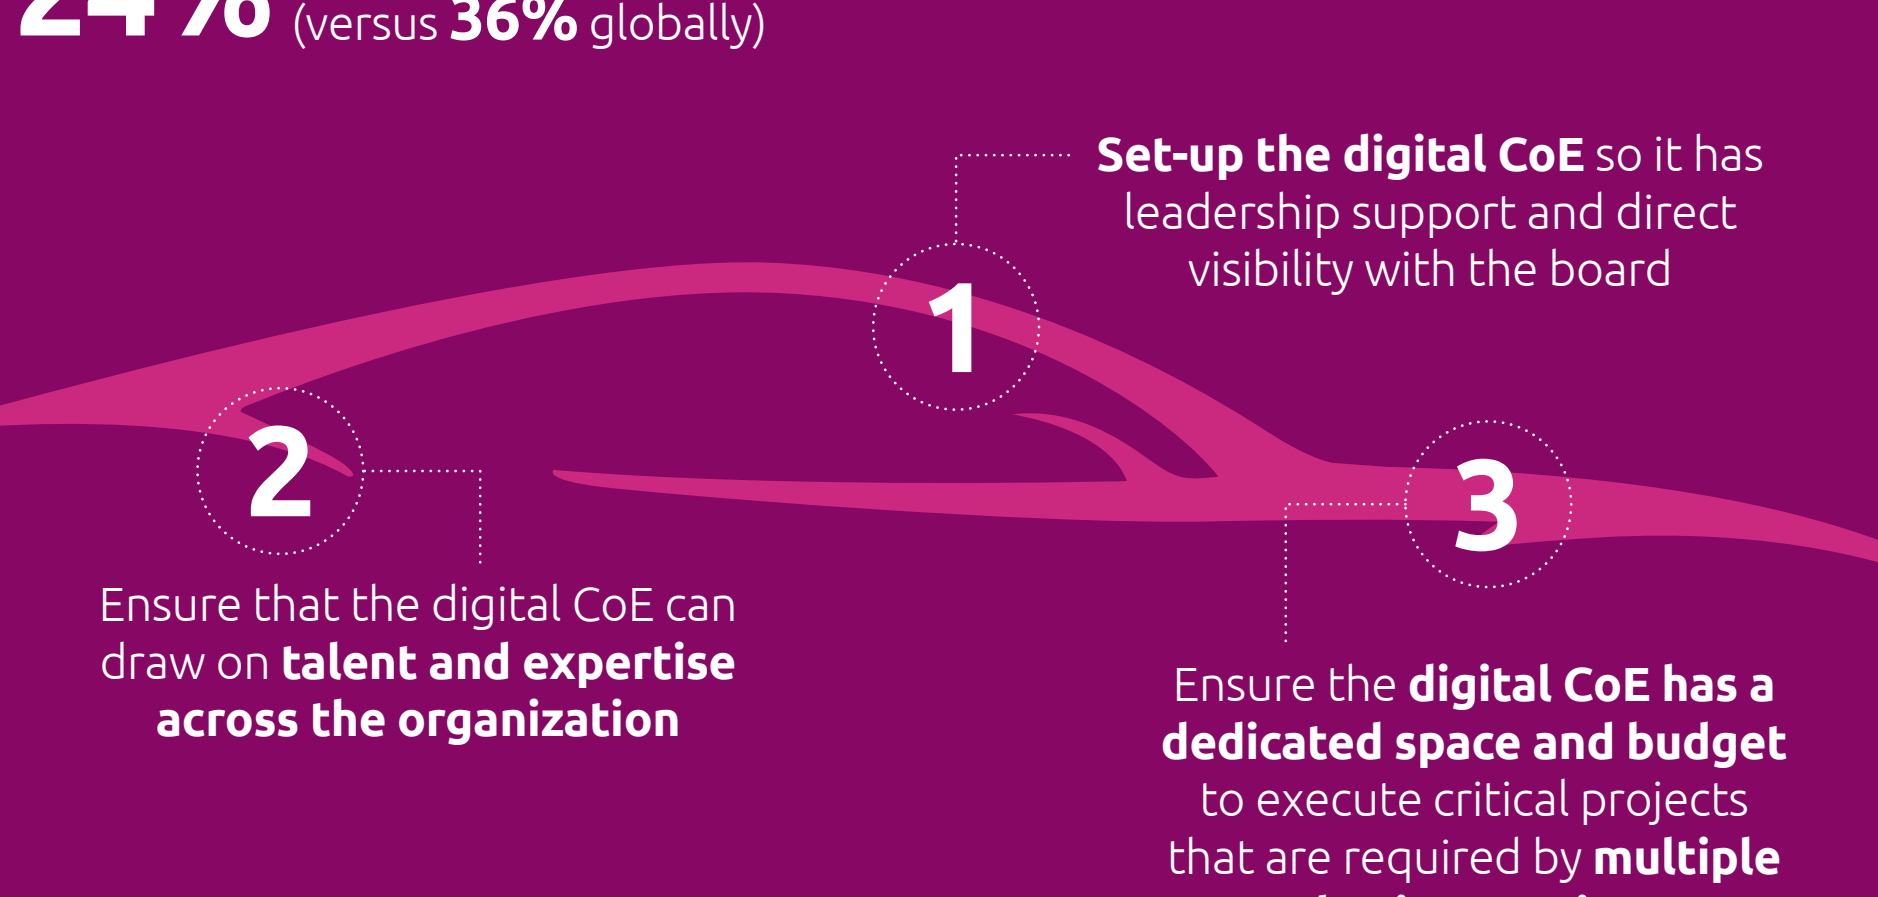 24% (versus 36% globally)
Set-up the digital CoE so it has
leadership support and direct
visibility with the board
1
2
3
Ensure that the digital CoE can
draw on talent and expertise
across the organization
Ensure the digital CoE has a
dedicated space and budget
to execute critical projects
that are required by multiple